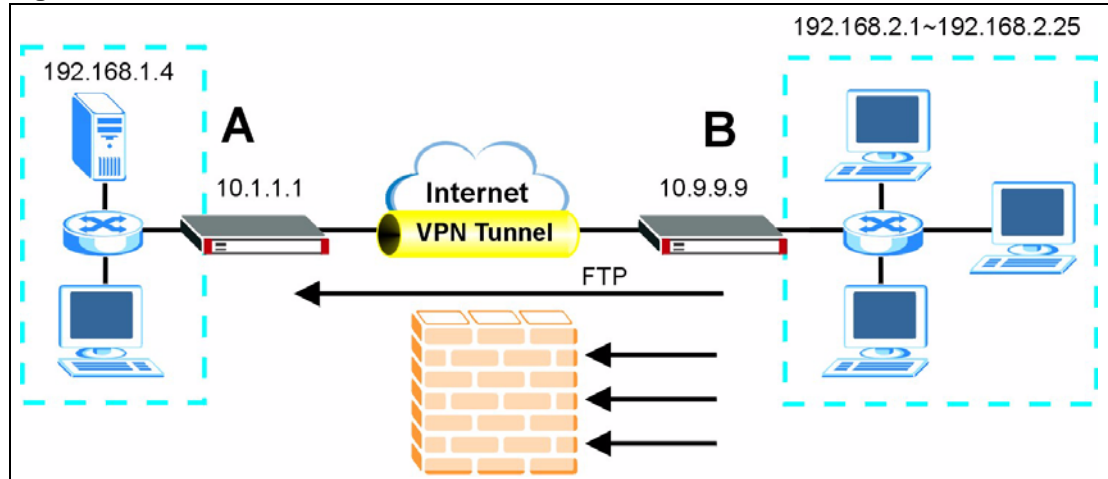 192.168.2.1~192.168.2.25
192.168.1.4
A
B
10.1.1.1
10.9.9.9
Internet
VPN Tunnel
FTP